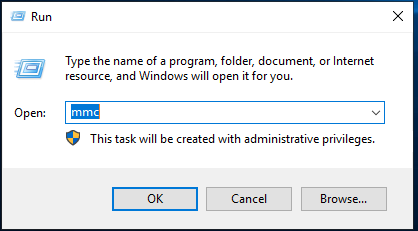 Run
Type the name of a program, folder, document, or Internet
resource, and Windows will open it for you.
Open: mmc
This task will be created with administrative privileges.
OK Cancel Browse...